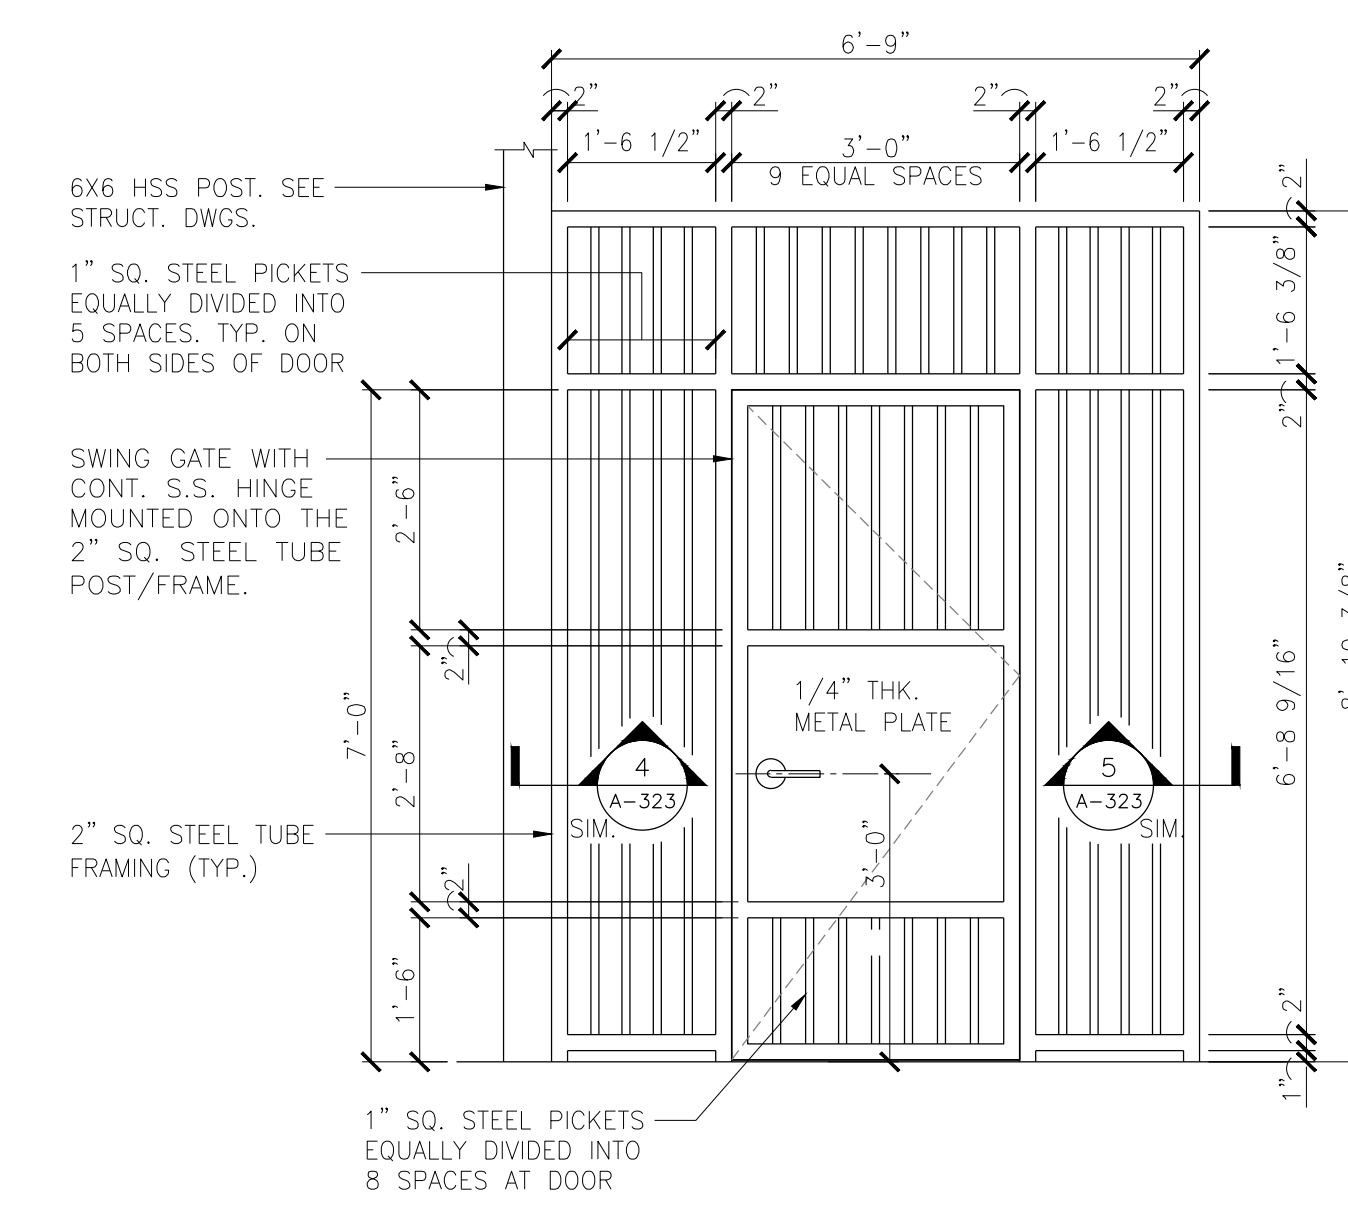 6'-9"
2"
2"
2"
2"
1'-6 1/2"
3'-0"
1'-6 1/2"
9 EQUAL SPACES
6X6 HSS POST. SEE
STRUCT. DWGS.
1" SQ. STEEL PICKETS
EQUALLY DIVIDED INTO
5 SPACES. TYP. ON
BOTH SIDES OF DOOR
2"
1'-6 3/8"
2"
SWING GATE WITH
CONT. S.S. HINGE
MOUNTED ONTO THE
2" SQ. STEEL TUBE
POST/FRAME.
2'-6"
2"
7'-0"
2'-8"
1/4" THK.
METAL PLATE
6'-8 9/16"
4
A-323
SIM.
5
A-323
SIM.
3'-0"
2" SQ. STEEL TUBE
FRAMING (TYP.)
2"
1'-6"
2"
1"
1" SQ. STEEL PICKETS
EQUALLY DIVIDED INTO
8 SPACES AT DOOR